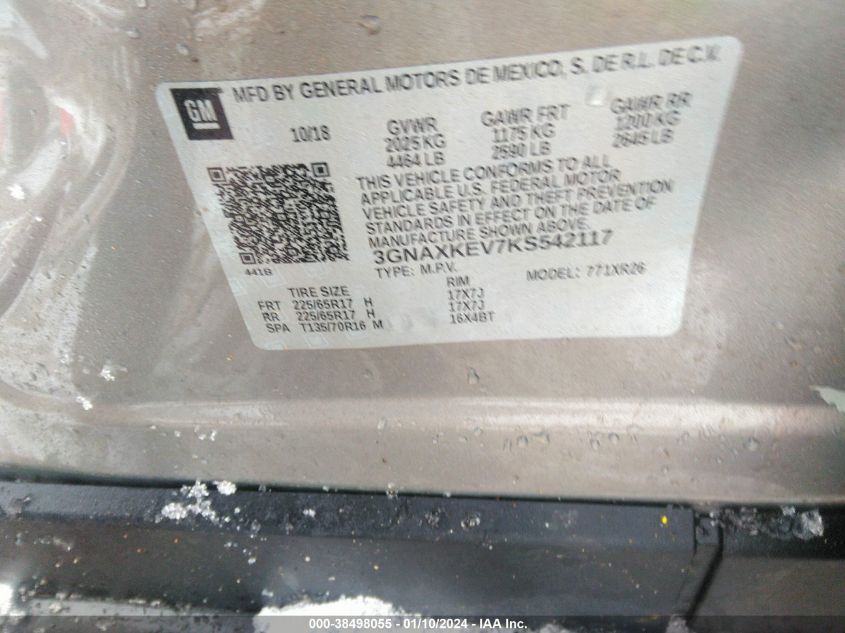 GM
MFD BY GENERAL MOTORS DE MEXICO, S. DE R.L. DE C.V.
10/18 GVWR GAWR FRT GAWR RR
2025 KG 1175 KG 1200 KG
4464 LB 2590 LB 2645 LB
THIS VEHICLE CONFORMS TO ALL
APPLICABLE U.S. FEDERAL MOTOR
VEHICLE SAFETY AND THEFT PREVENTION
STANDARDS IN EFFECT ON THE DATE OF
MANUFACTURE SHOWN ABOVE.
3GNAXKEV7KS542117
441B
TYPE: M.P.V. MODEL: 771XR26
TIRE SIZE RIM
FRT 225/65R17 H 17X7J
RR 225/65R17 H 17X7J
SPA T135/70R16 M 16X4BT
000-38498055 — 01/10/2024 — IAAI Inc.